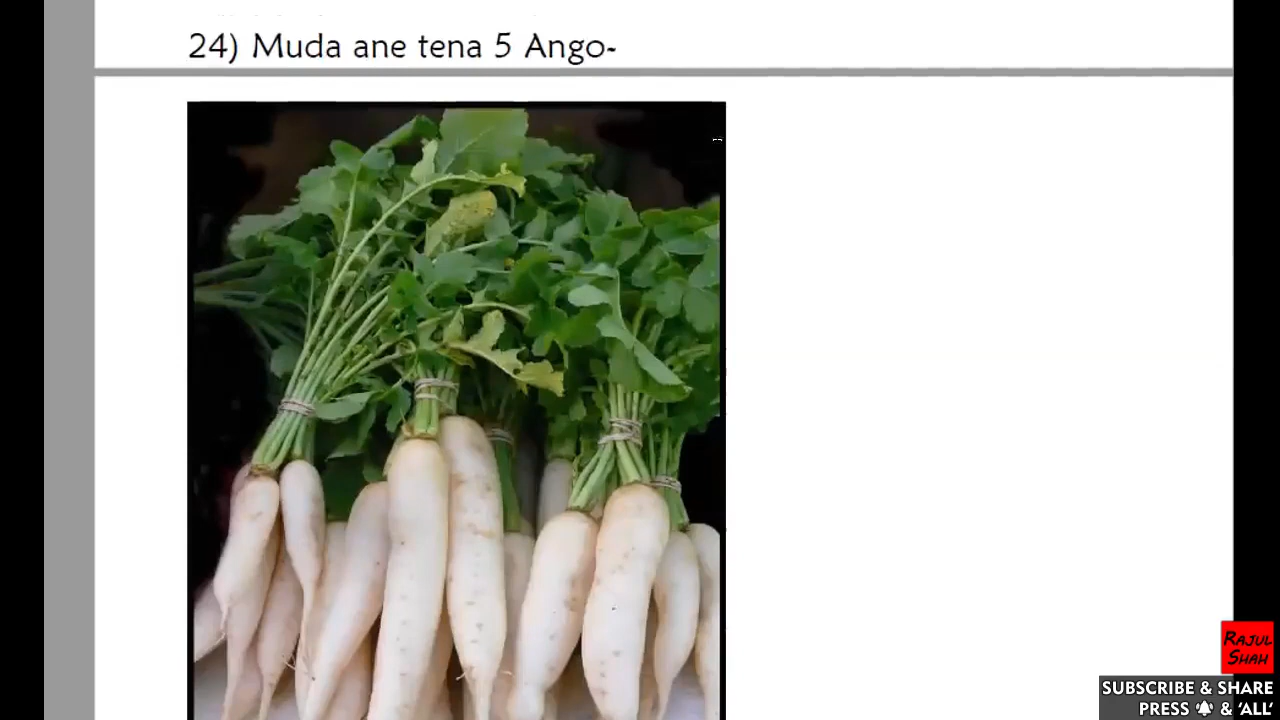 24) Muda ane tena 5 Ango-
RAJUL
SHAH
SUBSCRIBE & SHARE
PRESS & 'ALL'